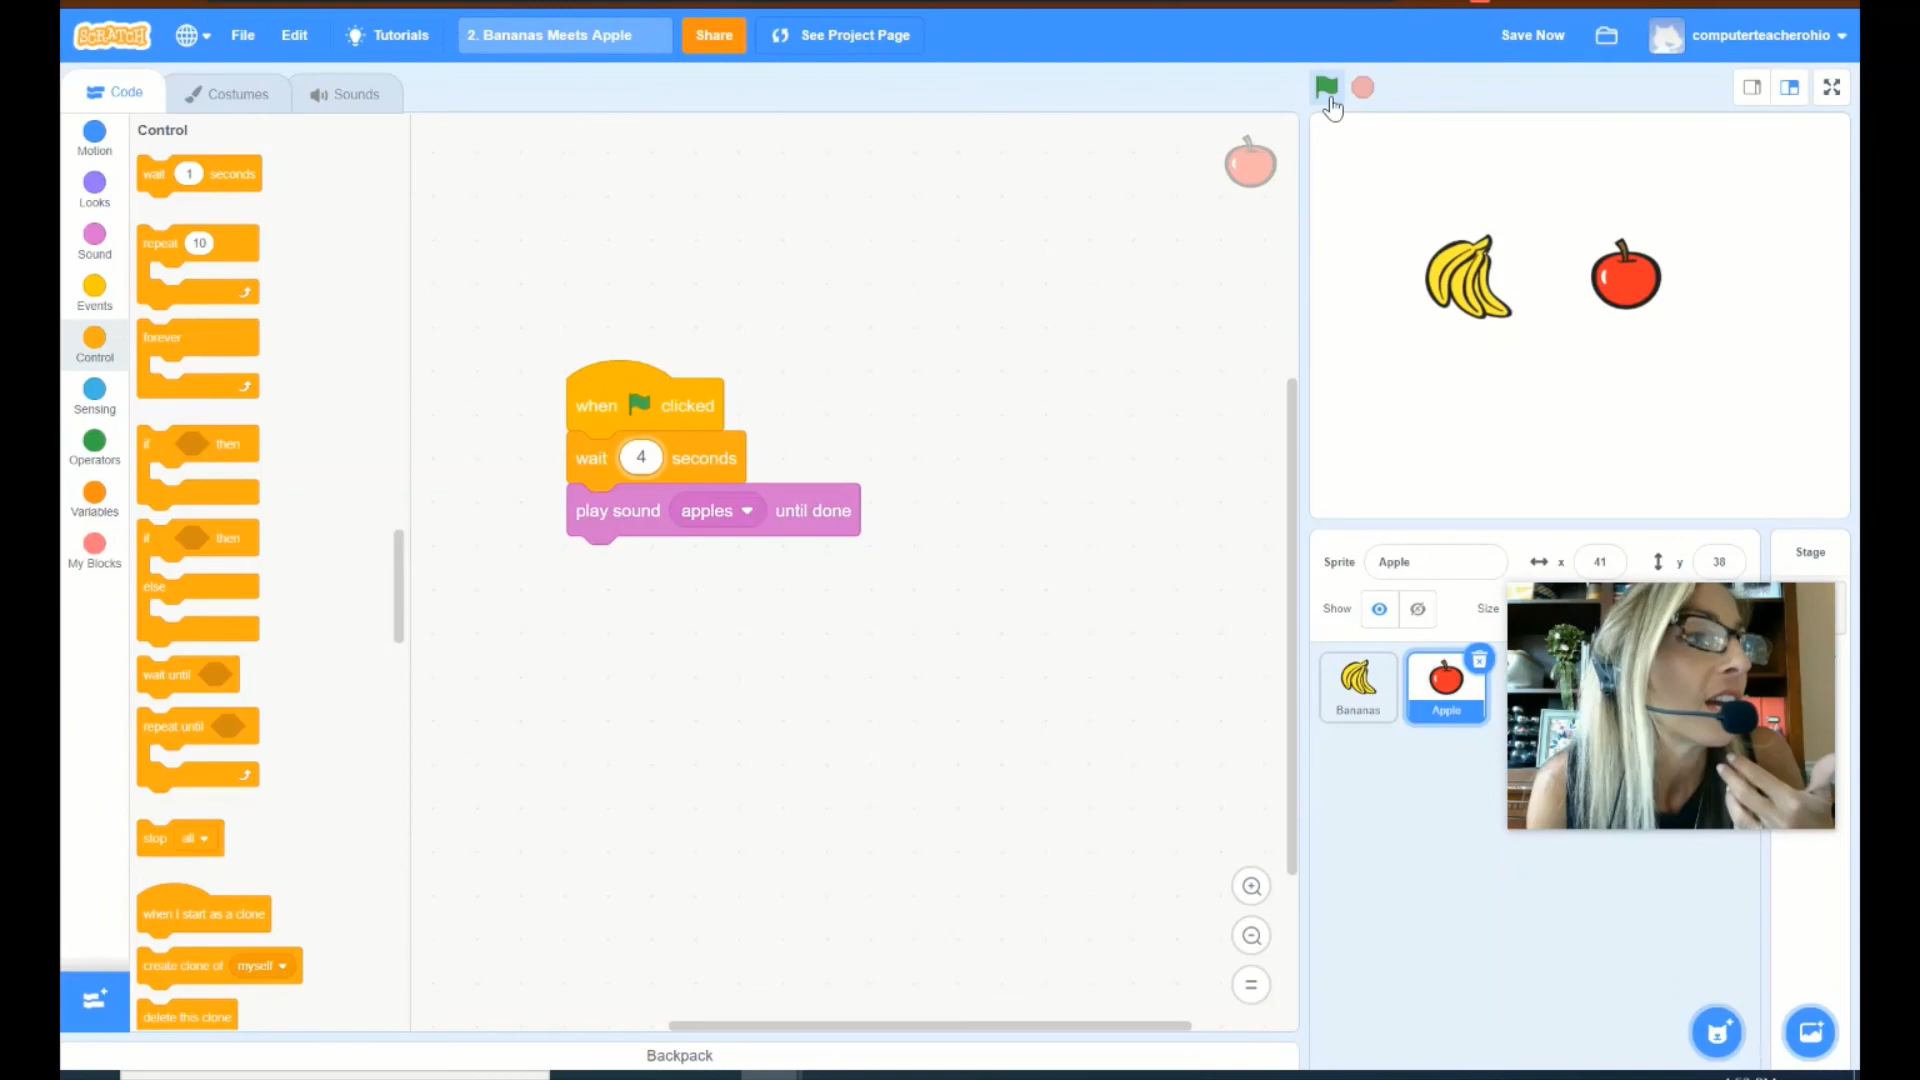 SCRATCH
File Edit Tutorials 2. Bananas Meets Apple Share See Project Page Save Now computerteacherohio
Code Costumes Sounds
Motion
Looks
Sound
Events
Control
Sensing
Operators
Variables
My Blocks
Control
wait 1 seconds
repeat 10
forever
if then
if then
else
wait until
repeat until
stop all
when I start as a clone
create clone of myself
delete this clone
when clicked
wait 4 seconds
play sound apples until done
Backpack
Sprite Apple x 41 y 38
Show Size
Bananas Apple
Stage